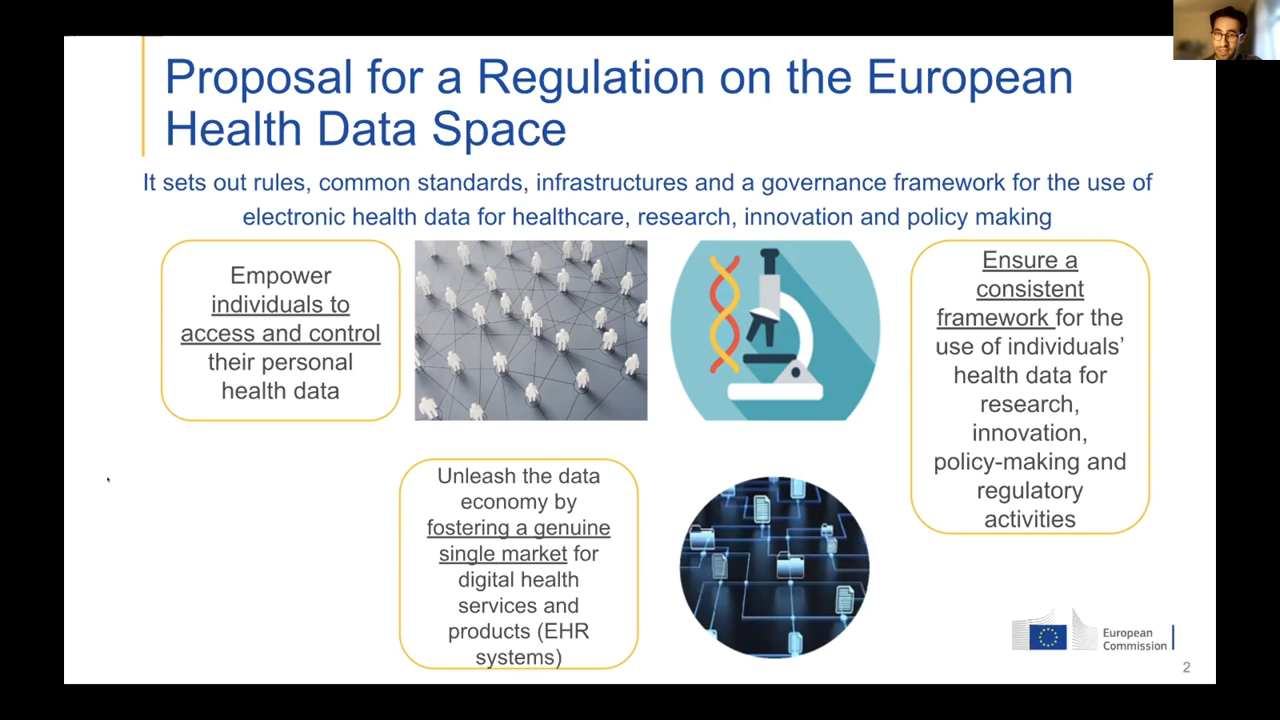 Proposal for a Regulation on the European
Health Data Space
It sets out rules, common standards, infrastructures and a governance framework for the use of
electronic health data for healthcare, research, innovation and policy making
Empower
individuals to
access and control
their personal
health data
Ensure a
consistent
framework for the
use of individuals’
health data for
research,
innovation,
policy-making and
regulatory
activities
Unleash the data
economy by
fostering a genuine
single market for
digital health
services and
products (EHR
systems)
European
Commission
2